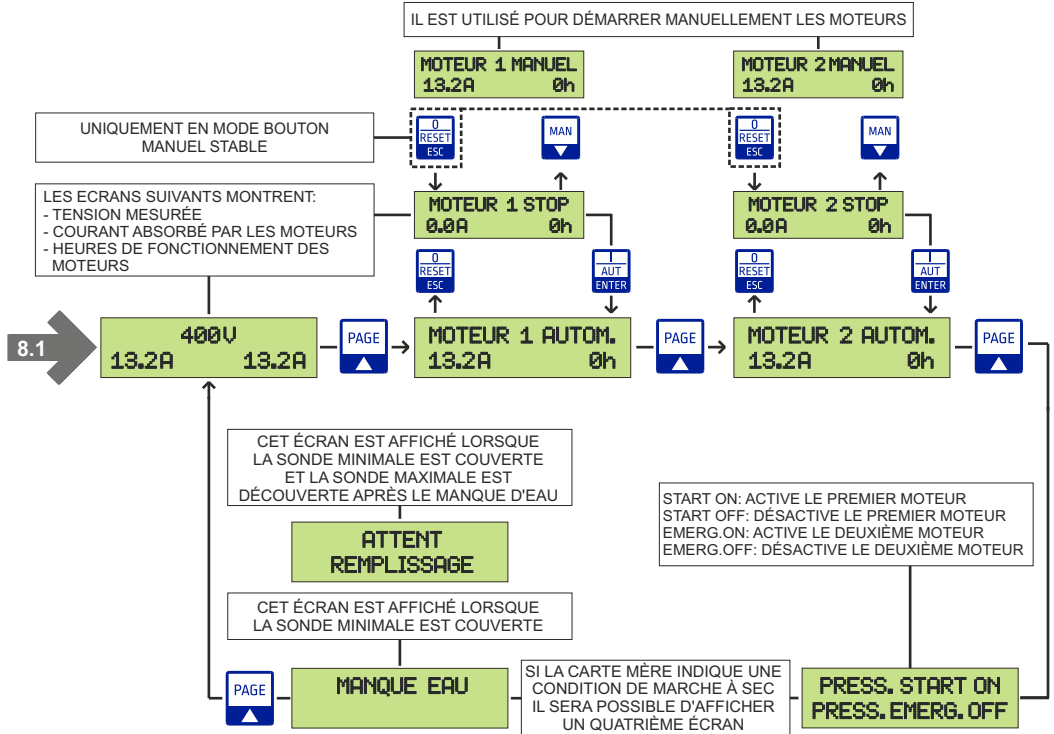 IL EST UTILISÉ POUR DÉMARRER MANUELLEMENT LES MOTEURS
MOTEUR 1 MANUEL
13.2A 0h
MOTEUR 2 MANUEL
13.2A 0h
UNIQUEMENT EN MODE BOUTON
MANUEL STABLE
0
RESET
ESC
MAN
0
RESET
ESC
MAN
LES ECRANS SUIVANTS MONTRENT:
- TENSION MESURÉE
- COURANT ABSORBÉ PAR LES MOTEURS
- HEURES DE FONCTIONNEMENT DES
MOTEURS
MOTEUR 1 STOP
0.0A 0h
MOTEUR 2 STOP
0.0A 0h
0
RESET
ESC
I
AUT
ENTER
0
RESET
ESC
I
AUT
ENTER
8.1
400V
13.2A 13.2A
PAGE
MOTEUR 1 AUTOM.
13.2A 0h
PAGE
MOTEUR 2 AUTOM.
13.2A 0h
PAGE
CET ÉCRAN EST AFFICHÉ LORSQUE
LA SONDE MINIMALE EST COUVERTE
ET LA SONDE MAXIMALE EST
DÉCOUVERTE APRÈS LE MANQUE D'EAU
ATTENT
REMPLISSAGE
START ON: ACTIVE LE PREMIER MOTEUR
START OFF: DÉSACTIVE LE PREMIER MOTEUR
EMERG.ON: ACTIVE LE DEUXIÈME MOTEUR
EMERG.OFF: DÉSACTIVE LE DEUXIÈME MOTEUR
CET ÉCRAN EST AFFICHÉ LORSQUE
LA SONDE MINIMALE EST COUVERTE
PAGE
MANQUE EAU
SI LA CARTE MÈRE INDIQUE UNE
CONDITION DE MARCHE À SEC
IL SERA POSSIBLE D'AFFICHER
UN QUATRIÈME ÉCRAN
PRESS. START ON
PRESS. EMERG. OFF